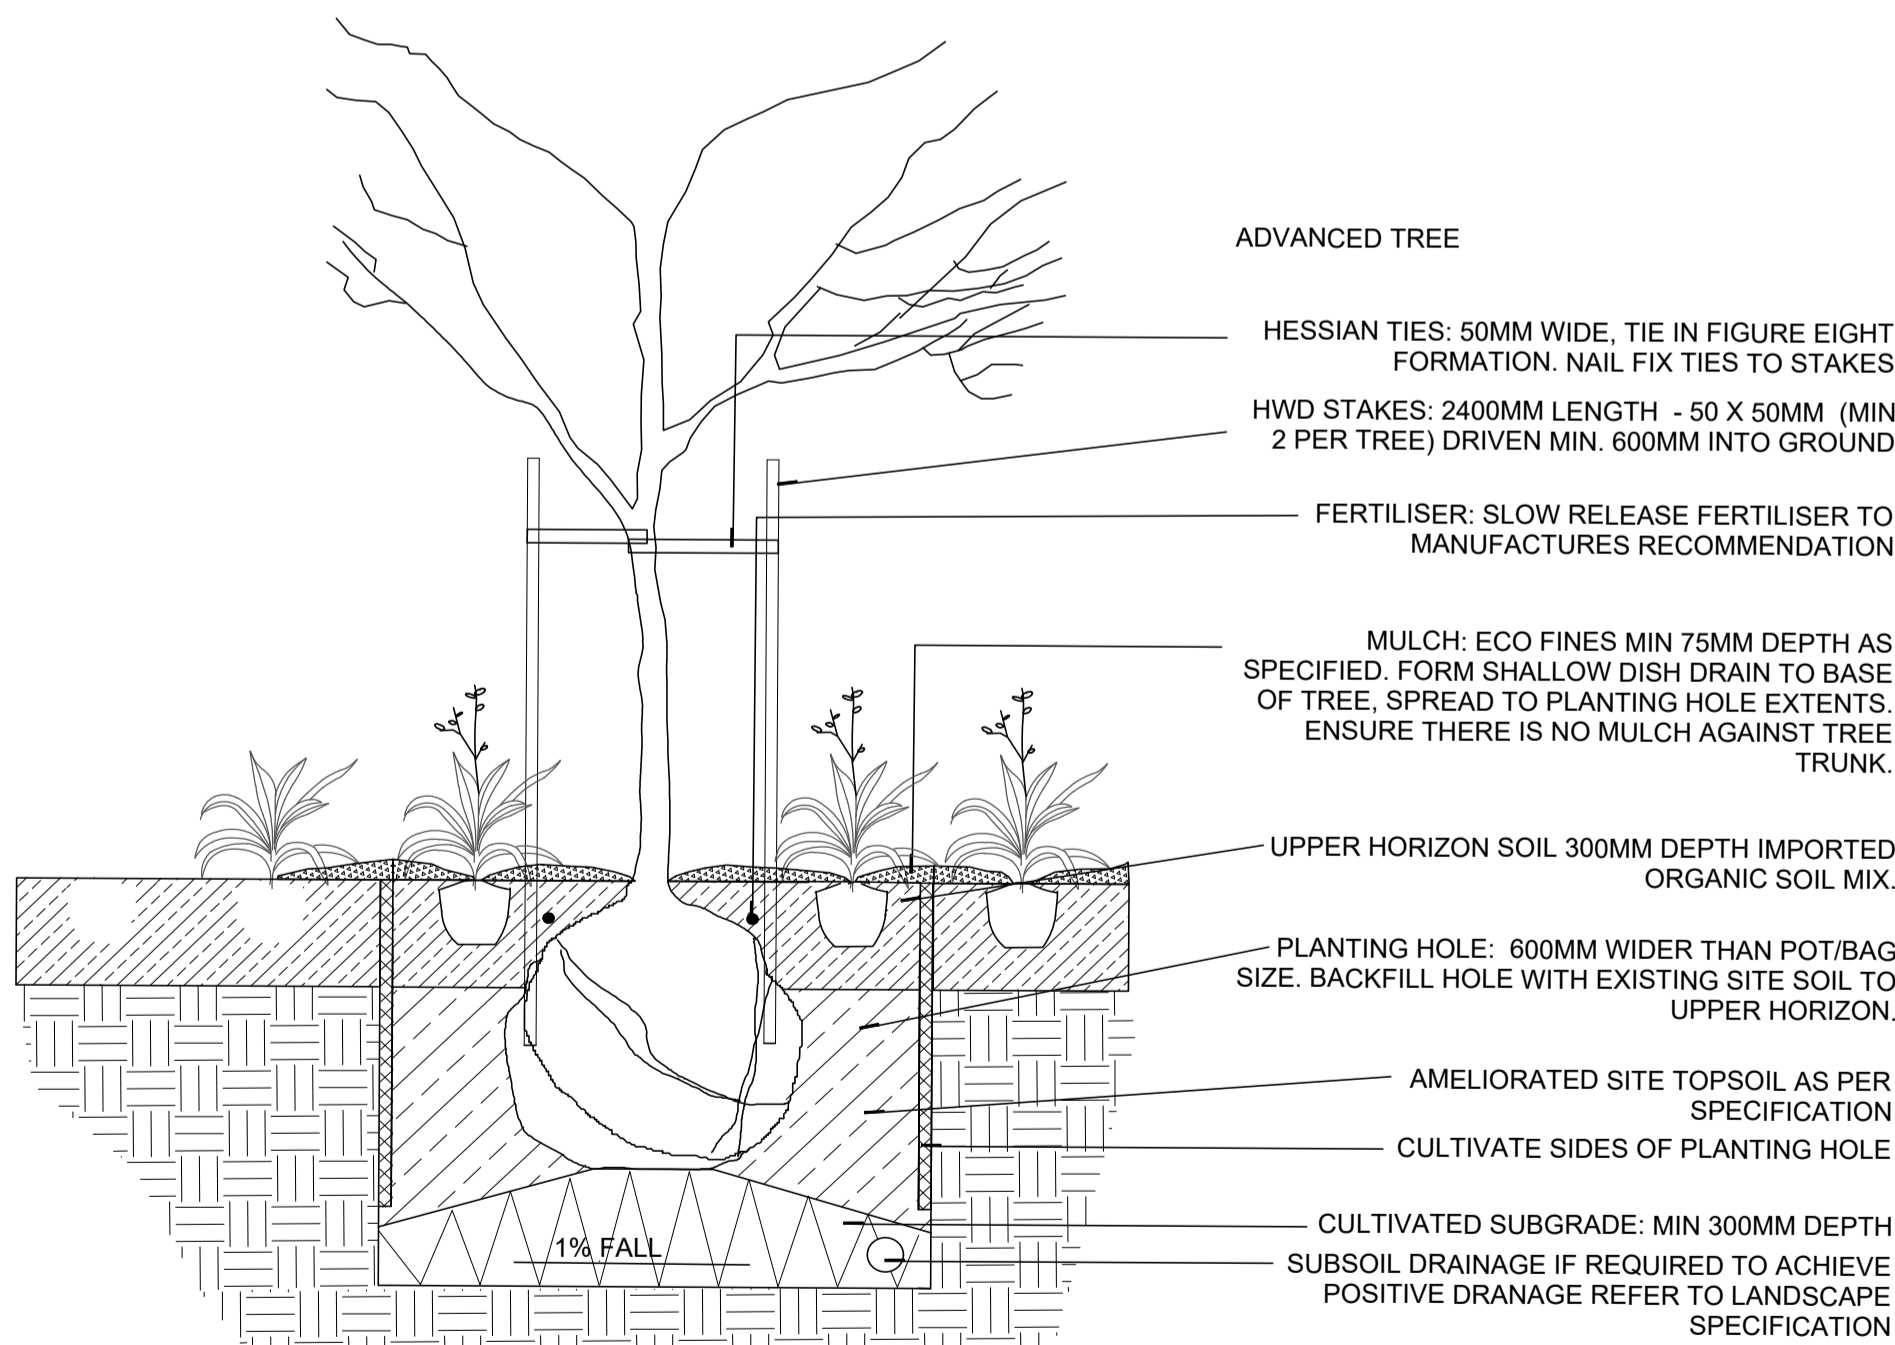 ADVANCED TREE
HESSIAN TIES: 50MM WIDE, TIE IN FIGURE EIGHT
FORMATION. NAIL FIX TIES TO STAKES
HWD STAKES: 2400MM LENGTH - 50 X 50MM (MIN
2 PER TREE) DRIVEN MIN. 600MM INTO GROUND
FERTILISER: SLOW RELEASE FERTILISER TO
MANUFACTURES RECOMMENDATION
MULCH: ECO FINES MIN 75MM DEPTH AS
SPECIFIED. FORM SHALLOW DISH DRAIN TO BASE
OF TREE, SPREAD TO PLANTING HOLE EXTENTS.
ENSURE THERE IS NO MULCH AGAINST TREE
TRUNK.
UPPER HORIZON SOIL 300MM DEPTH IMPORTED
ORGANIC SOIL MIX.
PLANTING HOLE: 600MM WIDER THAN POT/BAG
SIZE. BACKFILL HOLE WITH EXISTING SITE SOIL TO
UPPER HORIZON.
AMELIORATED SITE TOPSOIL AS PER
SPECIFICATION
CULTIVATE SIDES OF PLANTING HOLE
CULTIVATED SUBGRADE: MIN 300MM DEPTH
1% FALL
SUBSOIL DRAINAGE IF REQUIRED TO ACHIEVE
POSITIVE DRANAGE REFER TO LANDSCAPE
SPECIFICATION